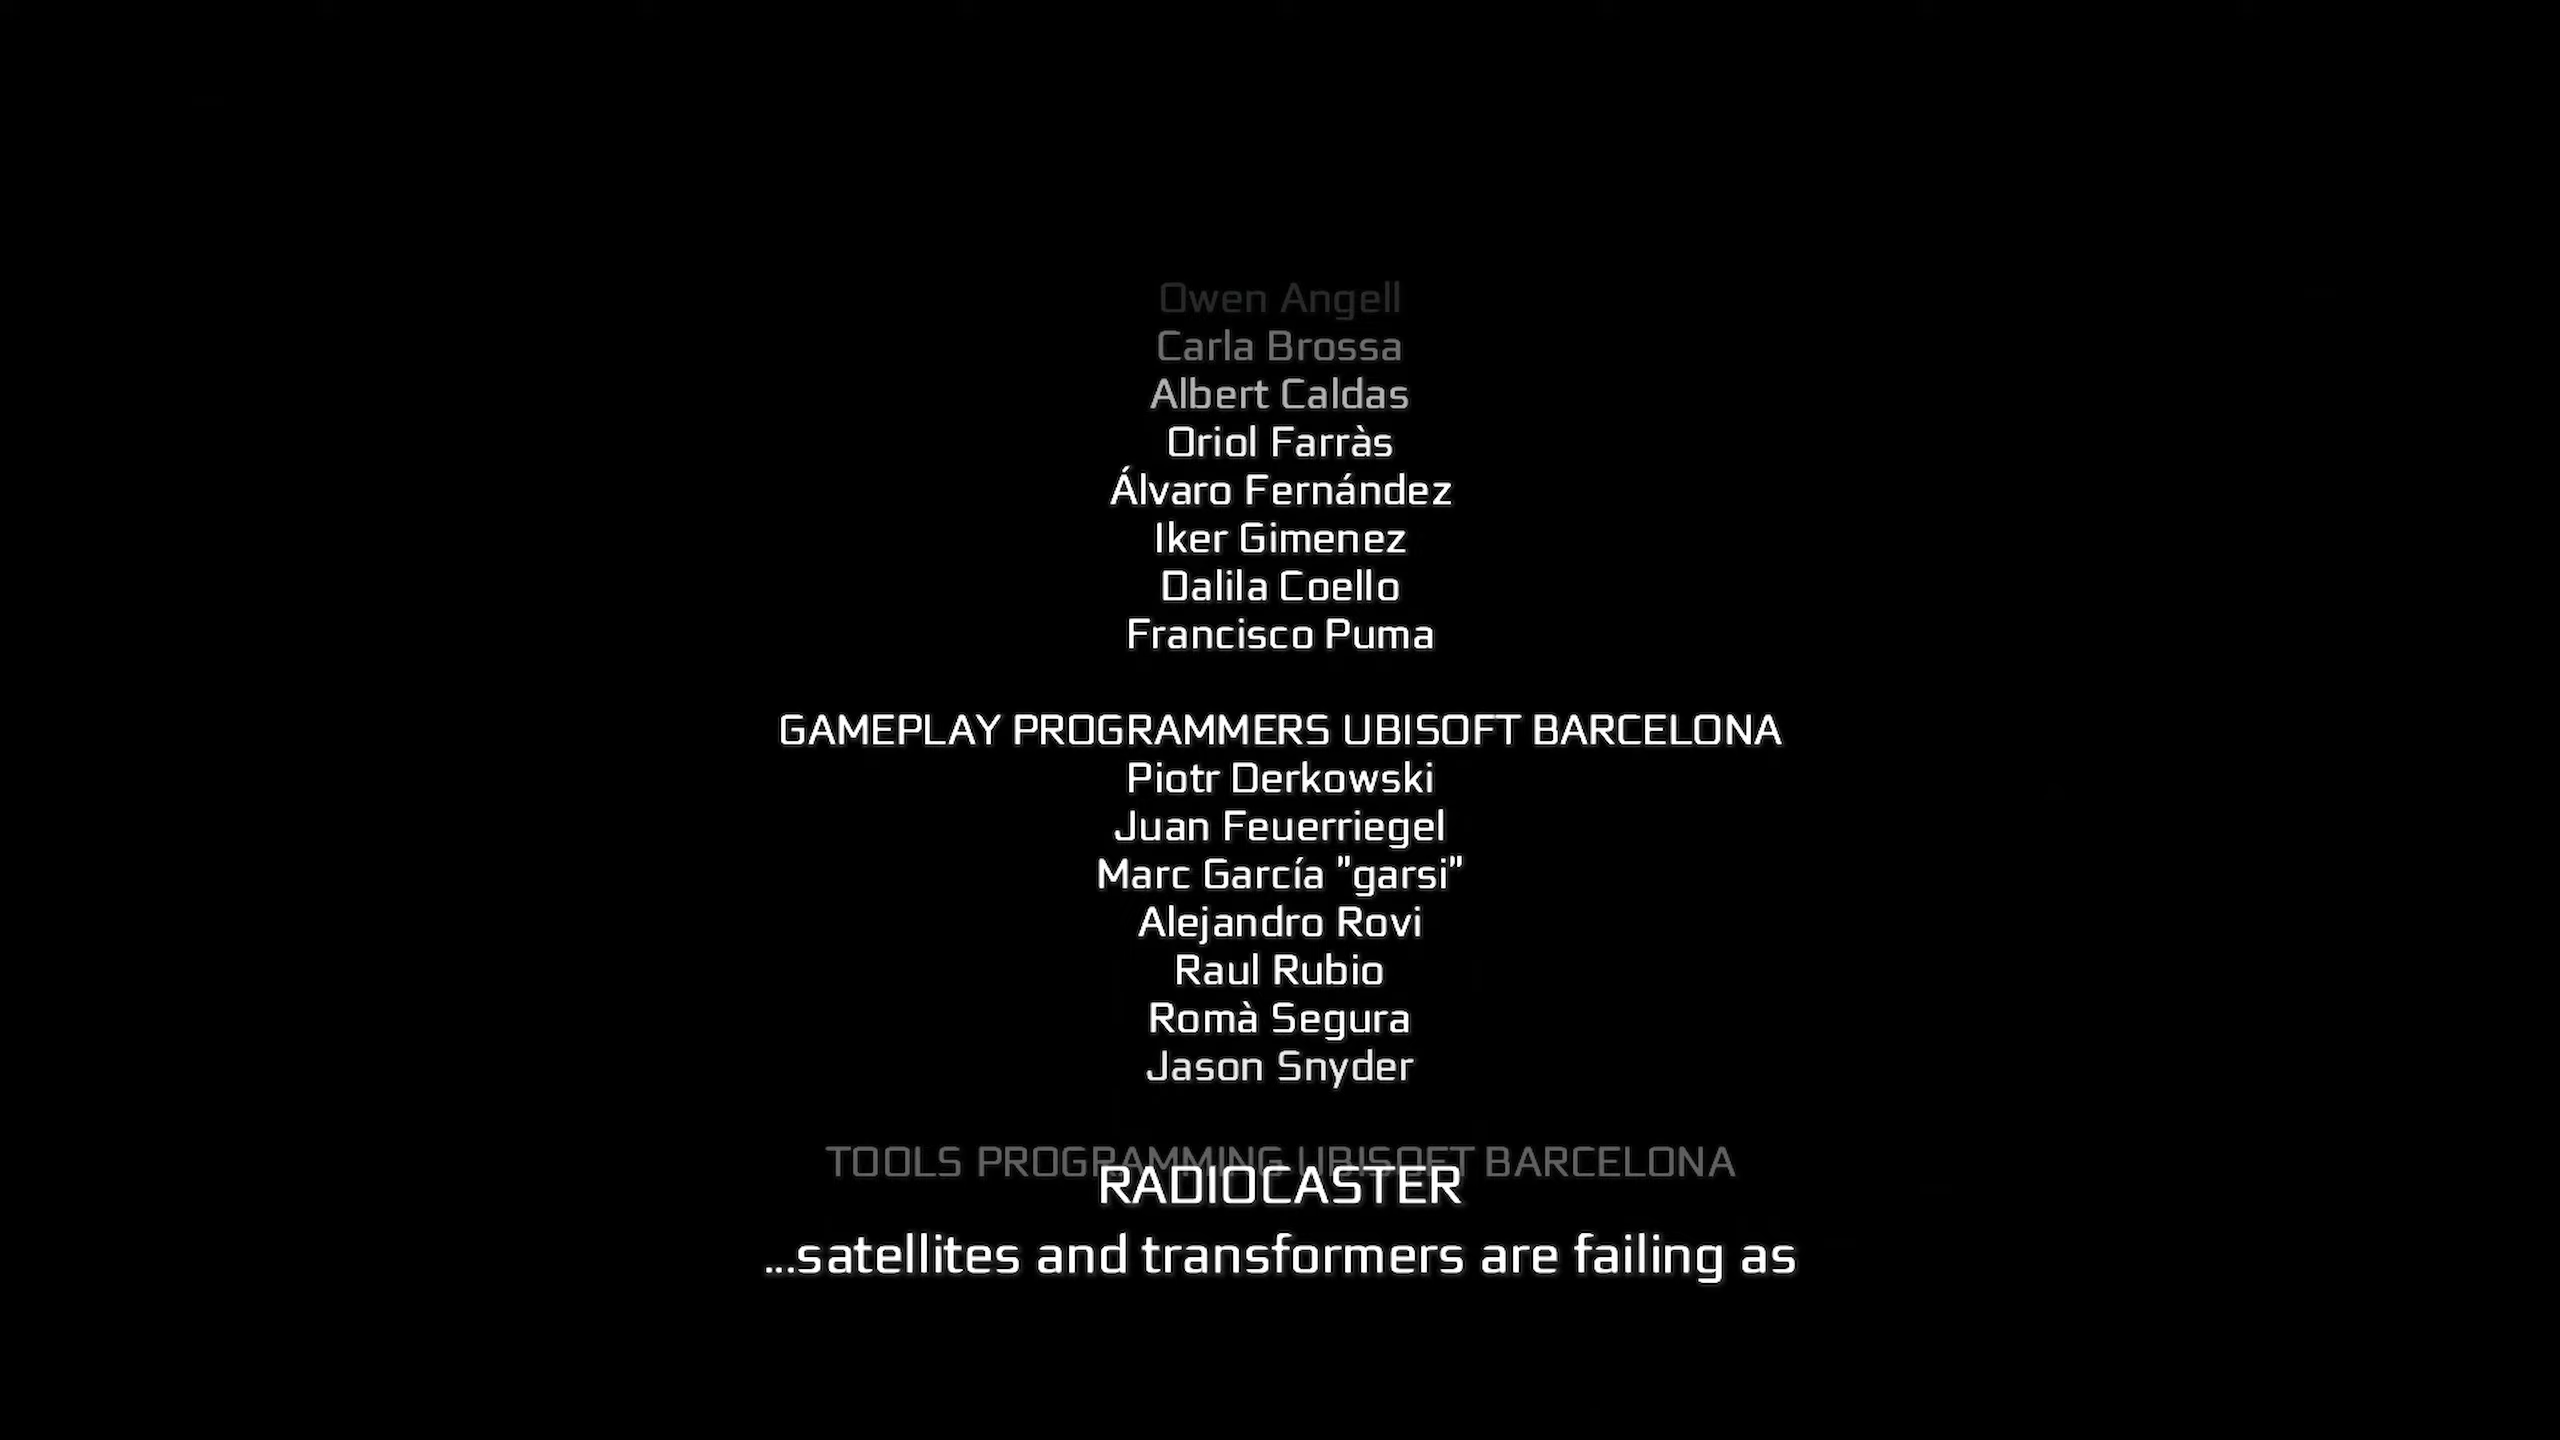 Owen Angell
Carla Brossa
Albert Caldas
Oriol Farràs
Álvaro Fernández
Iker Gimenez
Dalila Coello
Francisco Puma
GAMEPLAY PROGRAMMERS UBISOFT BARCELONA
Piotr Derkowski
Juan Feuerriegel
Marc García "garsi"
Alejandro Rovi
Raul Rubio
Romà Segura
Jason Snyder
TOOLS PROGRAMMING UBISOFT BARCELONA
RADIOCASTER
...satellites and transformers are failing as